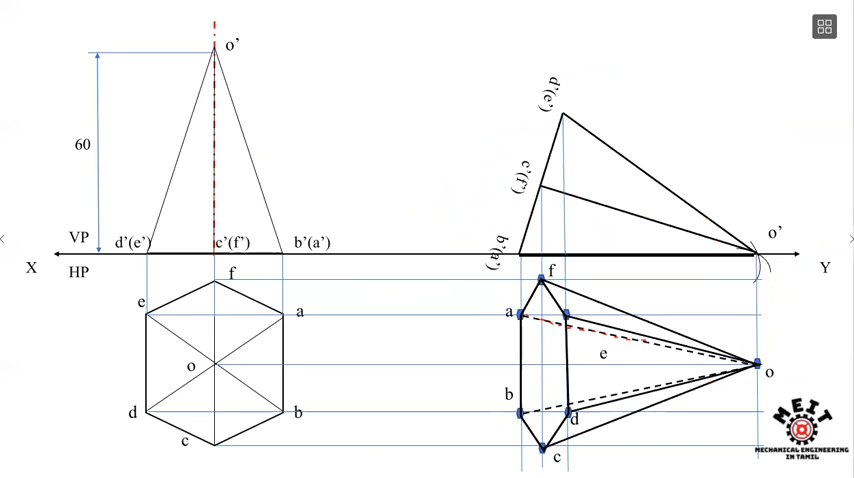 o’
60
VP
d’(e’)
c’(f’)
b’(a’)
X
HP
f
e
a
o
d
b
c
d’(e’)
c’(f’)
b’(a’)
o’
Y
f
a
e
o
b
d
c
MEIT
MECHANICAL ENGINEERING
IN TAMIL